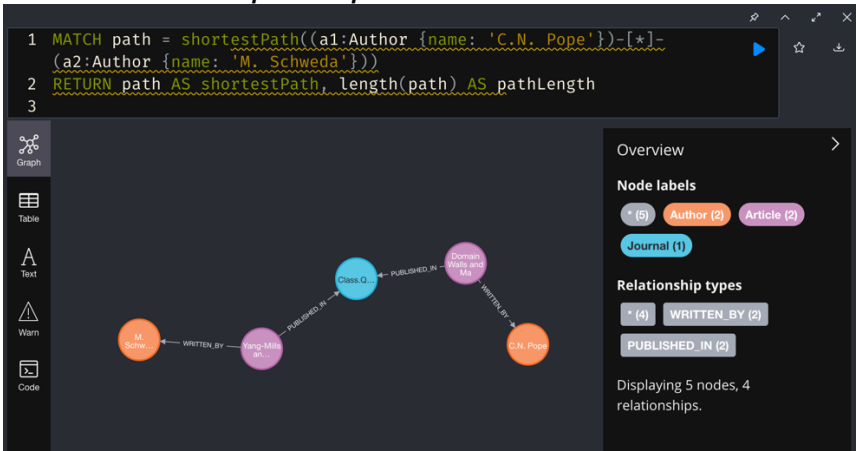 1 MATCH path = shortestPath((a1:Author {name: 'C.N. Pope'})-[*]-
(a2:Author {name: 'M. Schweda'}))
2 RETURN path AS shortestPath, length(path) AS pathLength
3
Graph
Table
Text
Warn
Code
M.
Schw...
WRITTEN_BY
Yang-Mills
an...
PUBLISHED_IN
Class.Q...
PUBLISHED_IN
Domain
Walls and
Ma
WRITTEN_BY
C.N. Pope
Overview
Node labels
* (5) Author (2) Article (2)
Journal (1)
Relationship types
* (4) WRITTEN_BY (2)
PUBLISHED_IN (2)
Displaying 5 nodes, 4
relationships.